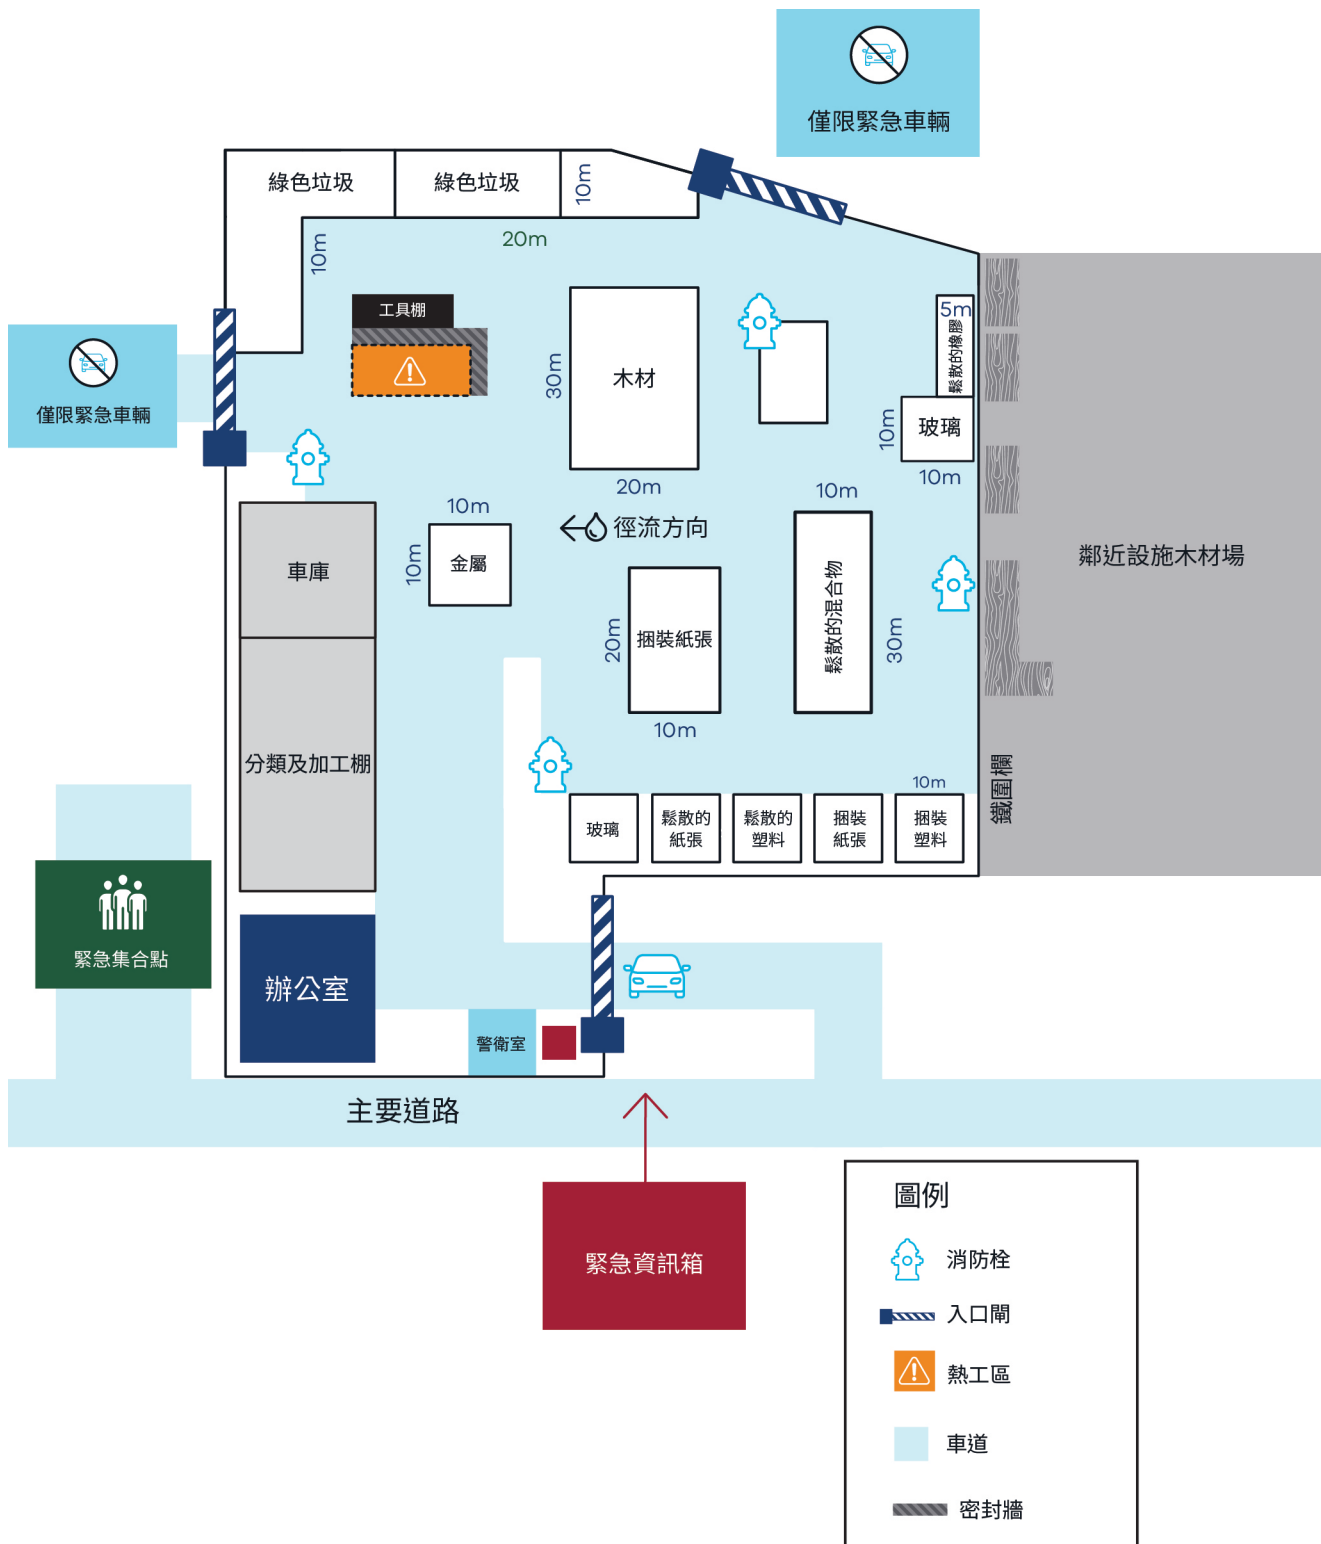 僅限緊急車輛
綠色垃圾
綠色垃圾
10m
10m
20m
工具棚
5m
鬆散的橡膠
僅限緊急車輛
30m
木材
玻璃
10m
20m
10m
10m
10m
徑流方向
10m
金屬
車庫
鬆散的混合物
鄰近設施木材場
20m
捆裝紙張
30m
10m
分類及加工棚
鐵圍欄
10m
玻璃
鬆散的
紙張
鬆散的
塑料
捆裝
紙張
捆裝
塑料
緊急集合點
辦公室
警衛室
主要道路
緊急資訊箱
圖例
消防栓
入口閘
熱工區
車道
密封牆